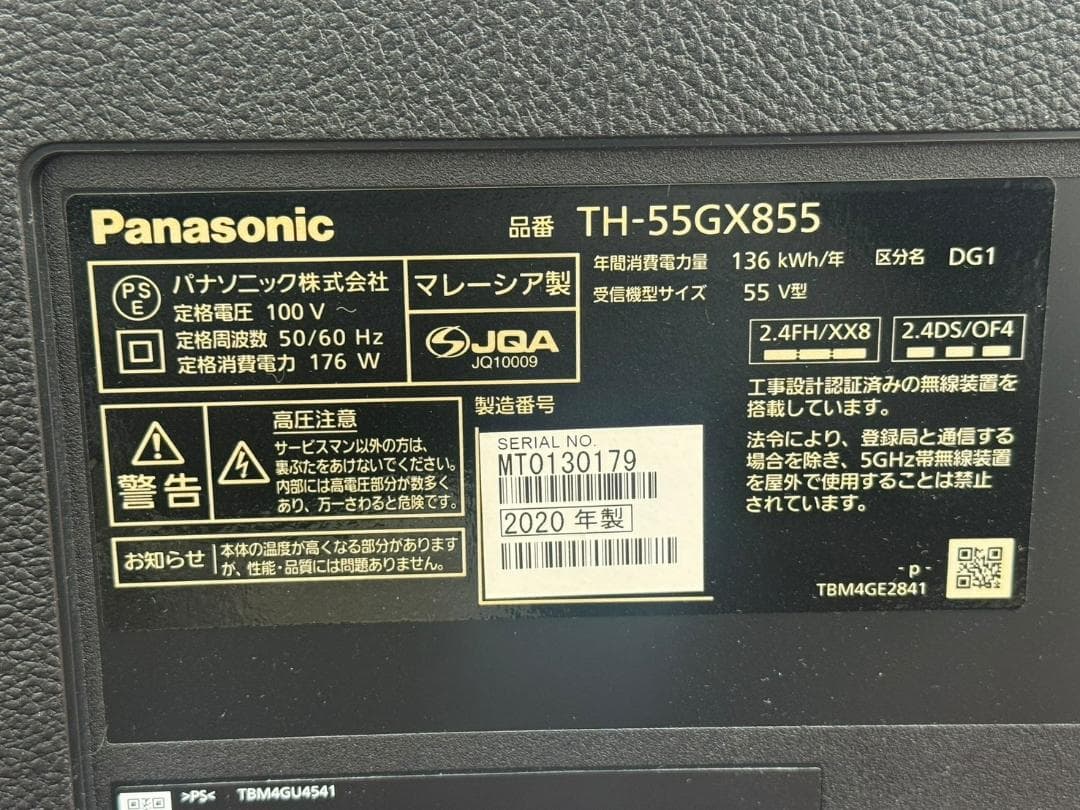 Panasonic
品番 TH-55GX855
年間消費電力量 136 kWh/年 区分名 DG1
受信機型サイズ 55 V型
PS
E
パナソニック株式会社
定格電圧 100 V ～
定格周波数 50/60 Hz
定格消費電力 176 W
マレーシア製
JQA
JQ10009
2.4FH/XX8
2.4DS/OF4
工事設計認証済みの無線装置を
搭載しています。
法令により、登録局と通信する
場合を除き、5GHz帯無線装置
を屋外で使用することは禁止
されています。
警告
高圧注意
サービスマン以外の方は、
裏ぶたをあけないでください。
内部には高電圧部分が数多く
あり、万一さわると危険です。
お知らせ
本体の温度が高くなる部分があります
が、性能・品質には問題ありません。
製造番号
SERIAL NO.
MT0130179
2020 年製
-p-
TBM4GE2841
>PS< TBM4GU4541